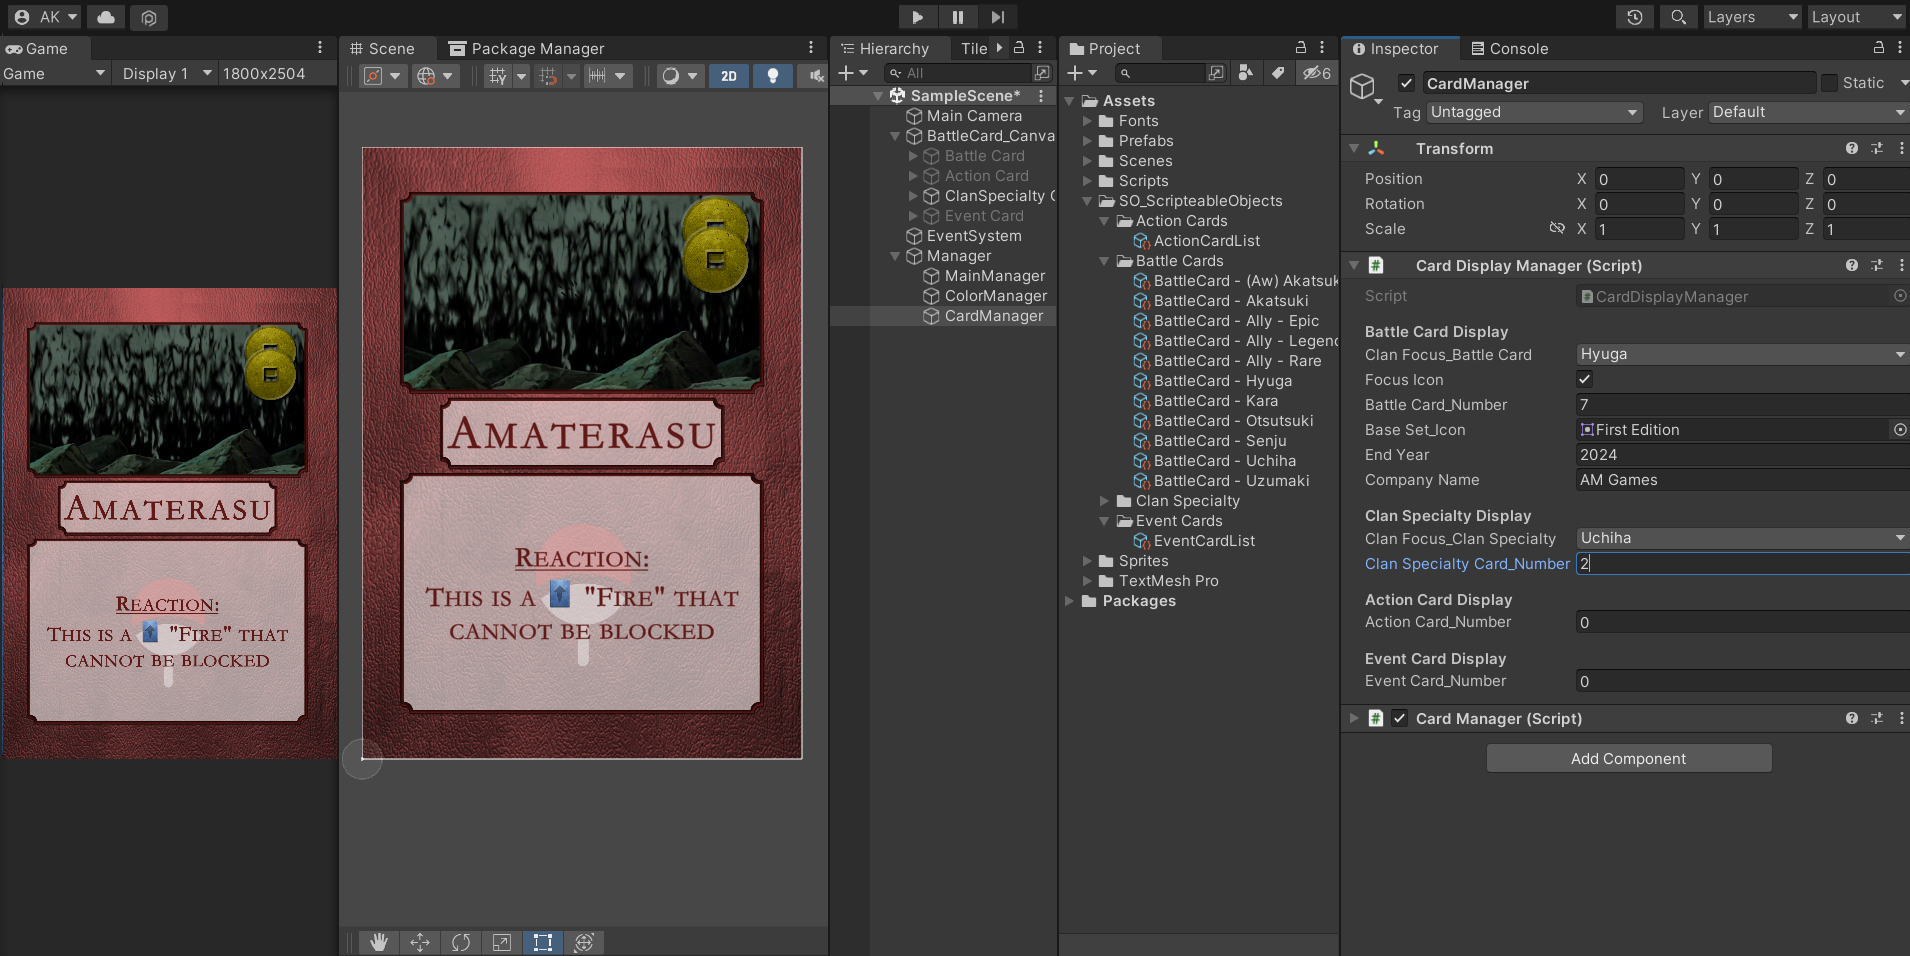 AK
Layers
Layout
Game
Game
Display 1
1800x2504
Amaterasu
Reaction:
This is a "Fire" that
cannot be blocked
Scene
Package Manager
2D
Amaterasu
Reaction:
This is a "Fire" that
cannot be blocked
Hierarchy
Tile
All
SampleScene*
Main Camera
BattleCard_Canva
Battle Card
Action Card
ClanSpecialty C
Event Card
EventSystem
Manager
MainManager
ColorManager
CardManager
Project
6
Assets
Fonts
Prefabs
Scenes
Scripts
SO_ScripteableObjects
Action Cards
ActionCardList
Battle Cards
BattleCard - (Aw) Akatsuk
BattleCard - Akatsuki
BattleCard - Ally - Epic
BattleCard - Ally - Legend
BattleCard - Ally - Rare
BattleCard - Hyuga
BattleCard - Kara
BattleCard - Otsutsuki
BattleCard - Senju
BattleCard - Uchiha
BattleCard - Uzumaki
Clan Specialty
Event Cards
EventCardList
Sprites
TextMesh Pro
Packages
Inspector
Console
CardManager
Static
Tag Untagged
Layer Default
Transform
Position X 0 Y 0 Z 0
Rotation X 0 Y 0 Z 0
Scale X 1 Y 1 Z 1
Card Display Manager (Script)
Script CardDisplayManager
Battle Card Display
Clan Focus_Battle Card Hyuga
Focus Icon
Battle Card_Number 7
Base Set_Icon First Edition
End Year 2024
Company Name AM Games
Clan Specialty Display
Clan Focus_Clan Specialty Uchiha
Clan Specialty Card_Number 2
Action Card Display
Action Card_Number 0
Event Card Display
Event Card_Number 0
Card Manager (Script)
Add Component